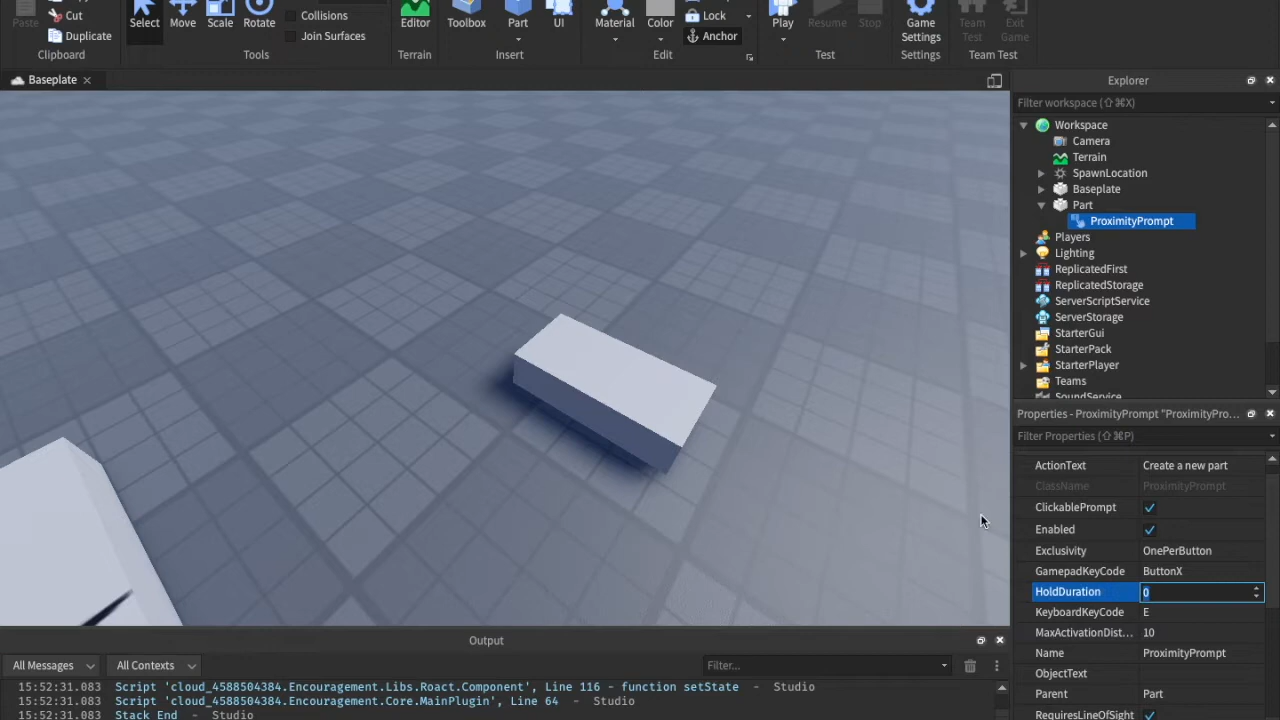 Paste
Cut
Duplicate
Clipboard
Select
Move
Scale
Rotate
Collisions
Join Surfaces
Tools
Editor
Terrain
Toolbox
Part
UI
Insert
Material
Color
Lock
Anchor
Edit
Play
Resume
Stop
Test
Game
Settings
Settings
Team
Test
Exit
Game
Team Test
Baseplate
Explorer
Filter workspace (⇧⌘X)
Workspace
Camera
Terrain
SpawnLocation
Baseplate
Part
ProximityPrompt
Players
Lighting
ReplicatedFirst
ReplicatedStorage
ServerScriptService
ServerStorage
StarterGui
StarterPack
StarterPlayer
Teams
SoundService
Properties - ProximityPrompt "ProximityPro...
Filter Properties (⇧⌘P)
ActionText Create a new part
ClassName ProximityPrompt
ClickablePrompt
Enabled
Exclusivity OnePerButton
GamepadKeyCode ButtonX
HoldDuration 0
KeyboardKeyCode E
MaxActivationDist... 10
Name ProximityPrompt
ObjectText
Parent Part
RequiresLineOfSight
Output
All Messages
All Contexts
Filter...
15:52:31.083 Script 'cloud_4588504384.Encouragement.Libs.Roact.Component', Line 116 - function setState - Studio
15:52:31.083 Script 'cloud_4588504384.Encouragement.Core.MainPlugin', Line 64 - Studio
15:52:31.083 Stack End - Studio